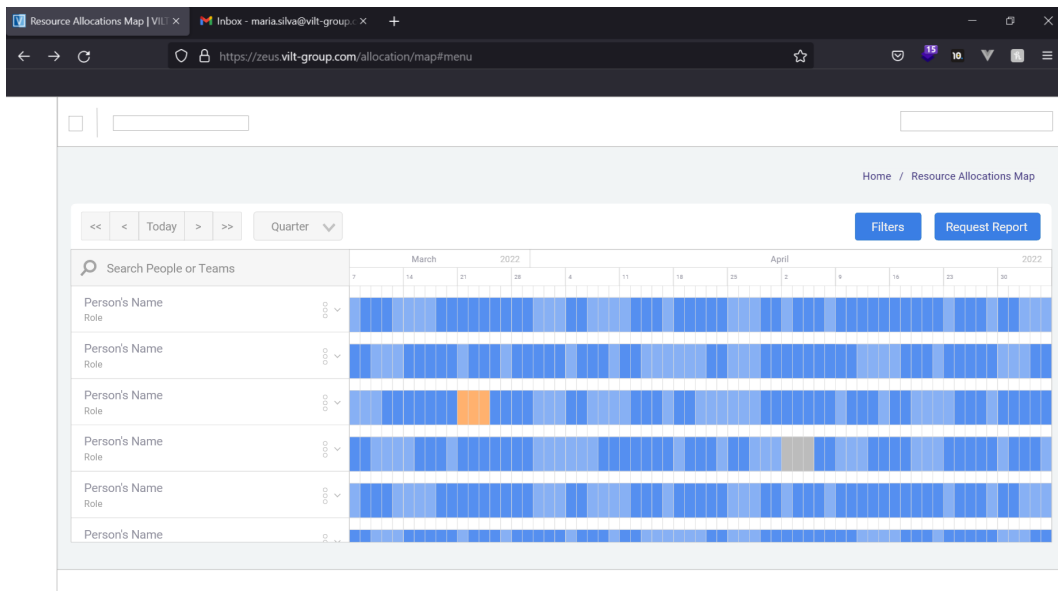 Resource Allocations Map | VILT
Inbox - maria.silva@vilt-group.c
https://zeus.vilt-group.com/allocation/map#menu
15
10.
Home / Resource Allocations Map
<< < Today > >> Quarter
Filters Request Report
Search People or Teams
March 2022 April 2022
7 14 21 28 4 11 18 25 2 9 16 23 30
Person's Name
Role
Person's Name
Role
Person's Name
Role
Person's Name
Role
Person's Name
Role
Person's Name